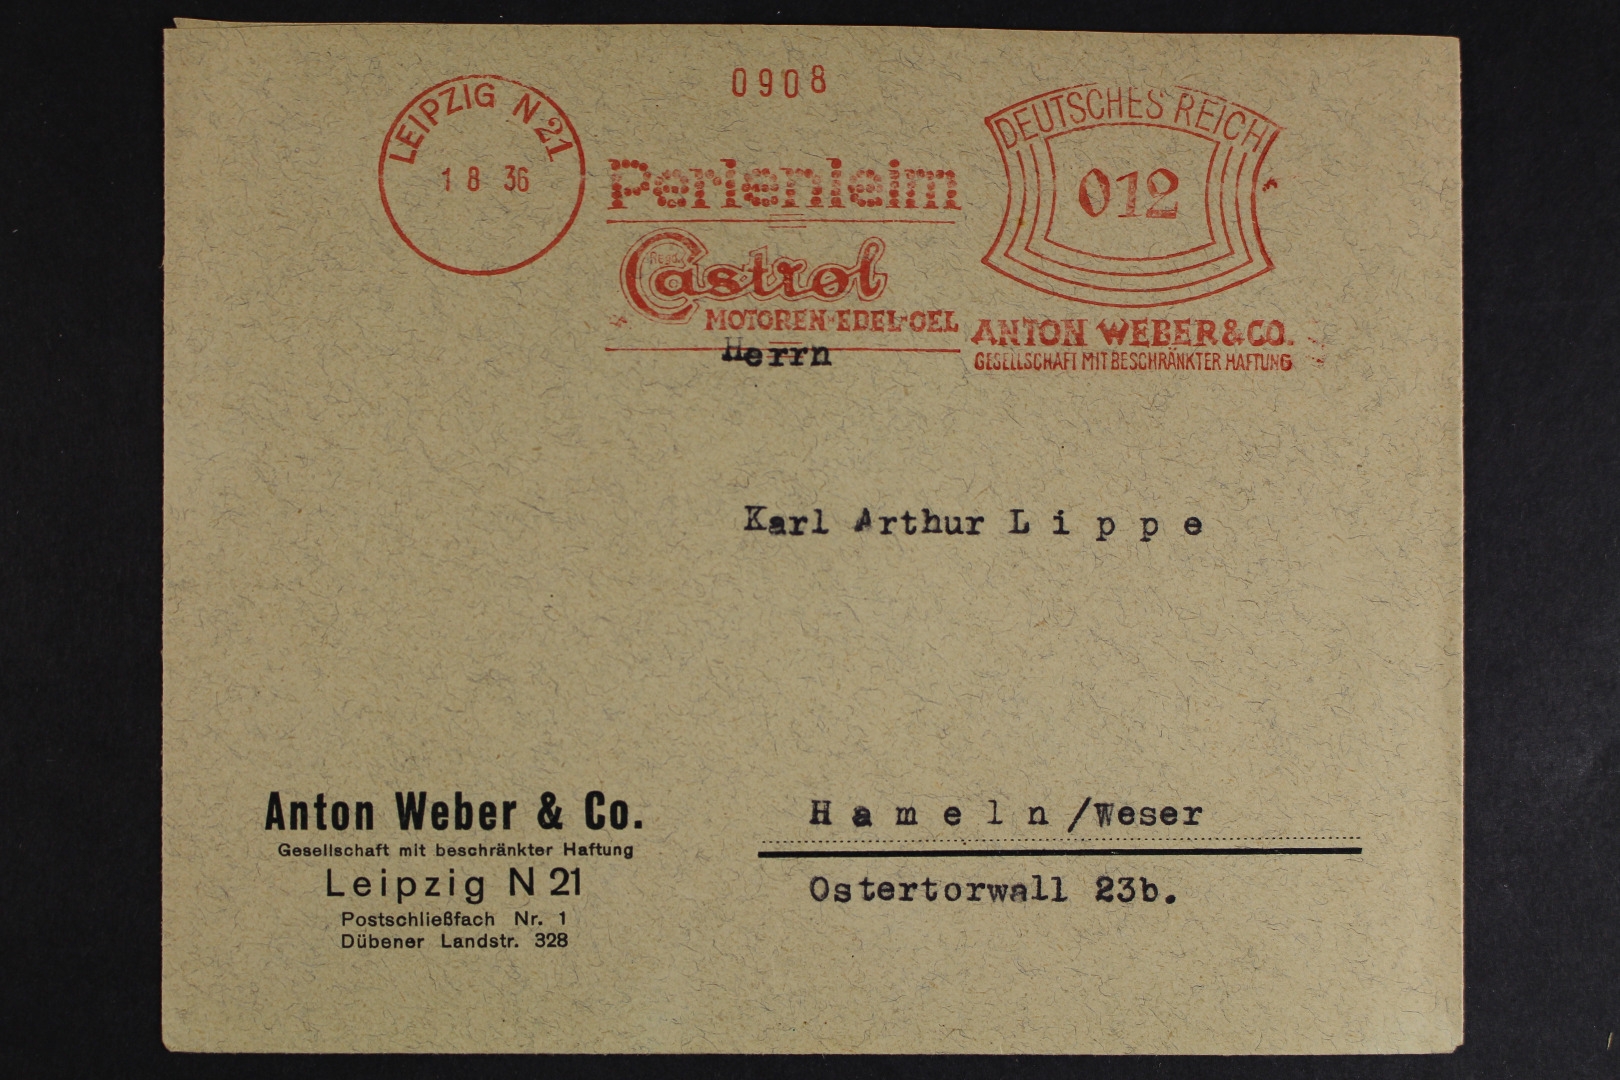 0908
LEIPZIG N 21
1 8 36
Perlenleim
Regd.
Castrol
MOTOREN-EDEL-OEL
DEUTSCHES REICH
012
ANTON WEBER & CO.
GESELLSCHAFT MIT BESCHRÄNKTER HAFTUNG
Herrn
Karl Arthur L i p p e
H a m e l n /Weser
Ostertorwall 23b.
Anton Weber & Co.
Gesellschaft mit beschränkter Haftung
Leipzig N 21
Postschließfach Nr. 1
Dübener Landstr. 328